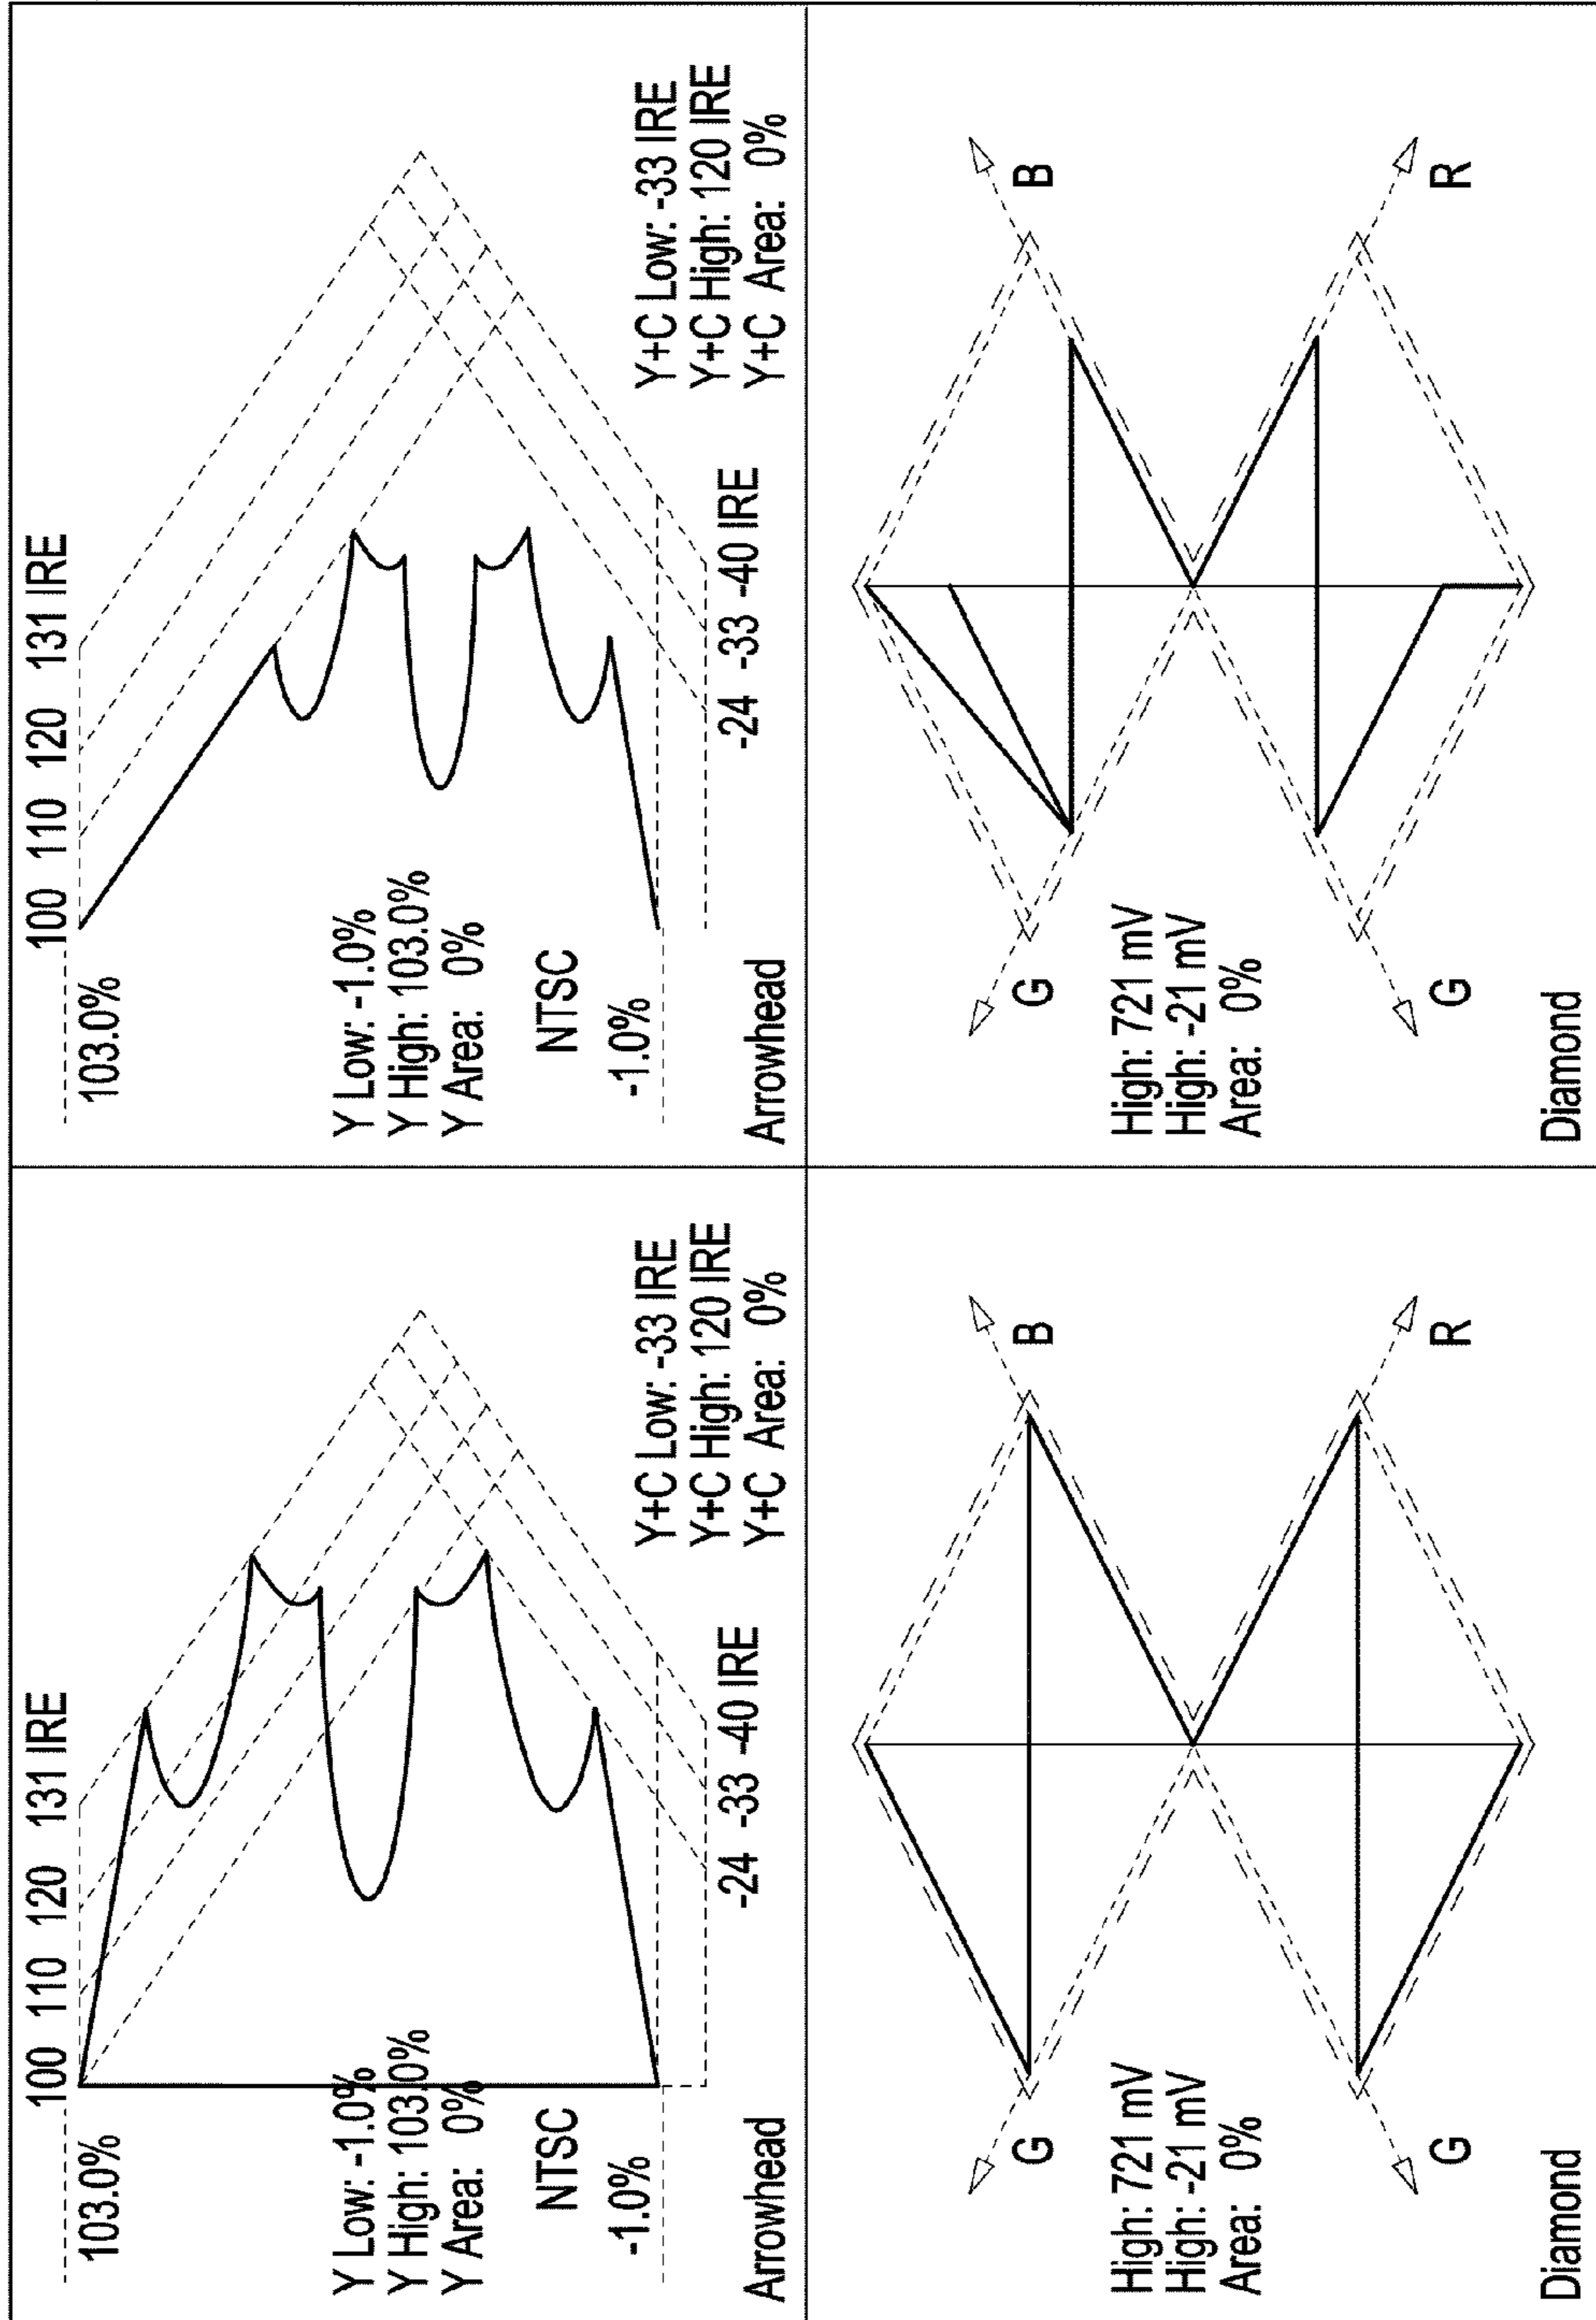 100 110 120 131 IRE
103.0%
Y Low: -1.0%
Y High: 103.0%
Y Area: 0%
NTSC
-1.0%
Y+C Low: -33 IRE
Y+C High: 120 IRE
Y+C Area: 0%
-24 -33 -40 IRE
Arrowhead
100 110 120 131 IRE
103.0%
Y Low: -1.0%
Y High: 103.0%
Y Area: 0%
NTSC
-1.0%
Y+C Low: -33 IRE
Y+C High: 120 IRE
Y+C Area: 0%
-24 -33 -40 IRE
Arrowhead
G B
High: 721 mV
High: -21 mV
Area: 0%
G R
Diamond
G B
High: 721 mV
High: -21 mV
Area: 0%
G R
Diamond